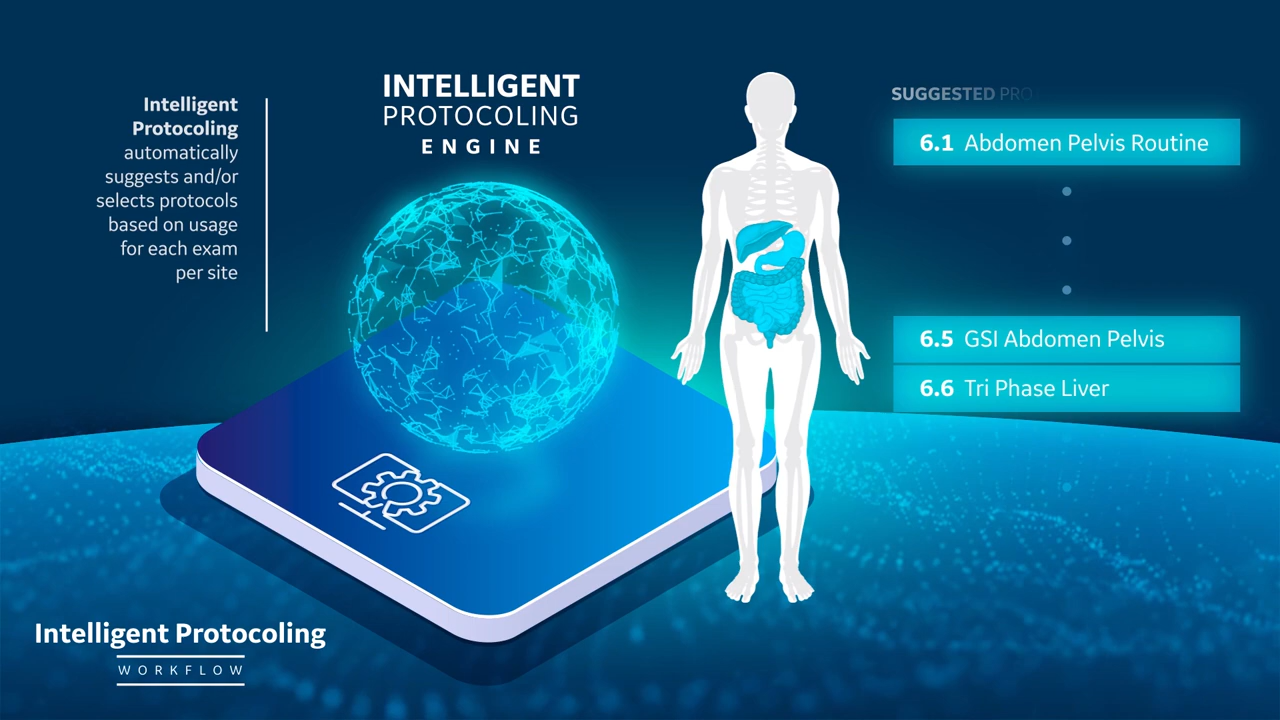 Intelligent
Protocoling
automatically
suggests and/or
selects protocols
based on usage
for each exam
per site
INTELLIGENT
PROTOCOLING
ENGINE
SUGGESTED PRO
6.1 Abdomen Pelvis Routine
6.5 GSI Abdomen Pelvis
6.6 Tri Phase Liver
Intelligent Protocoling
WORKFLOW